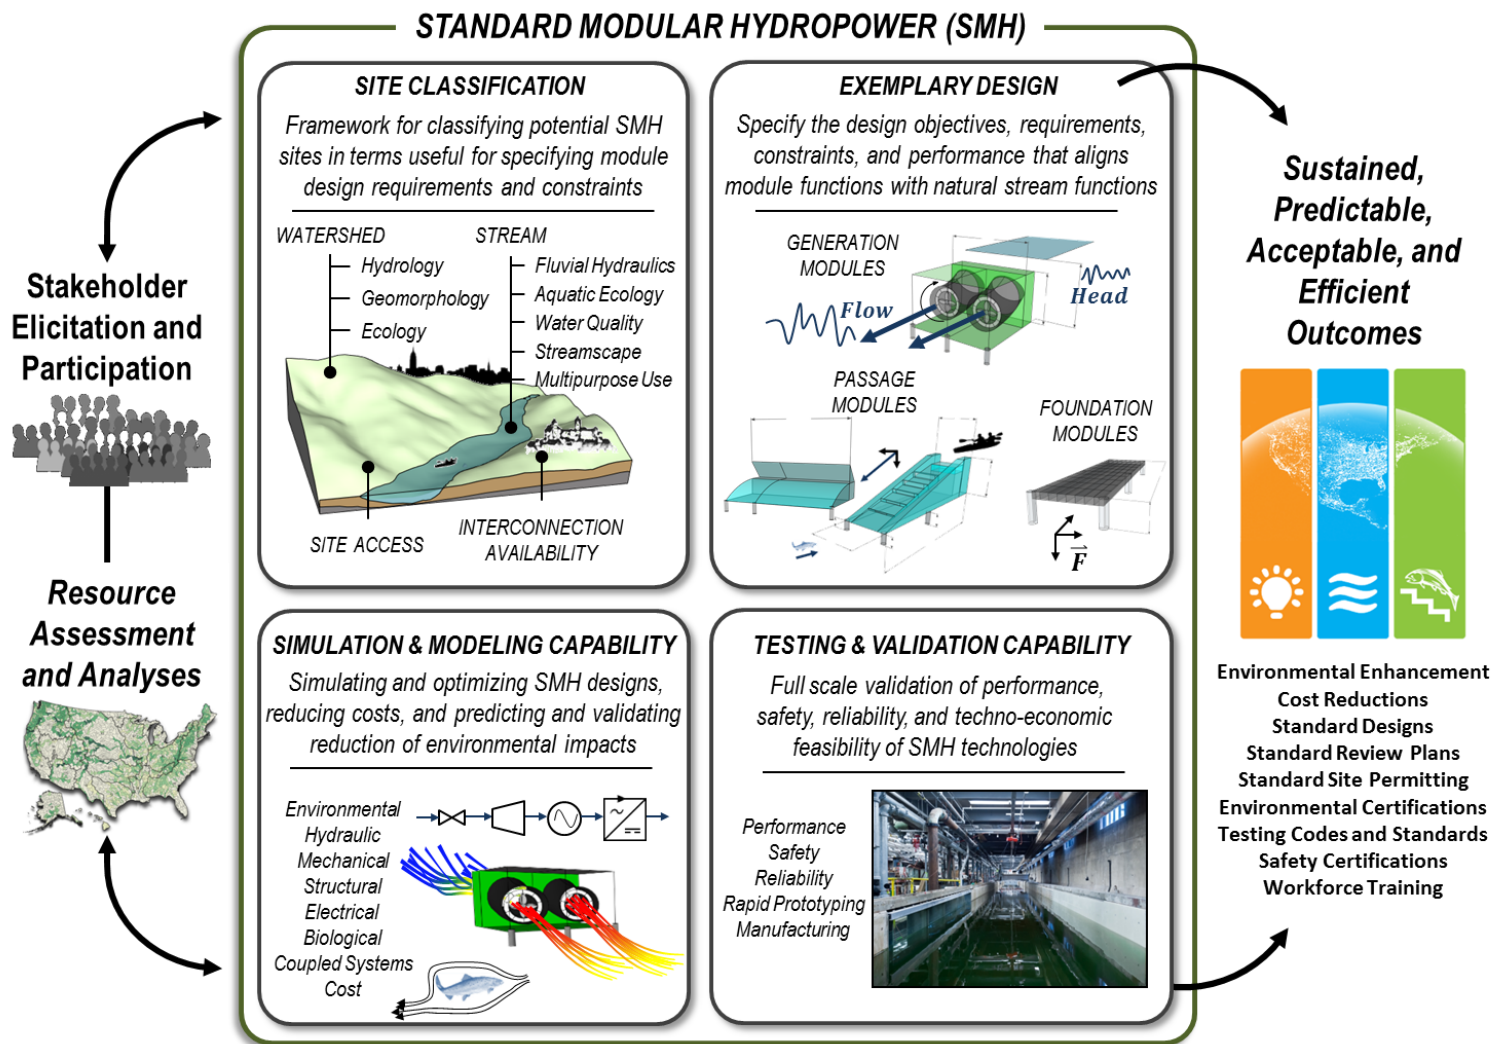 STANDARD MODULAR HYDROPOWER (SMH)
SITE CLASSIFICATION
Framework for classifying potential SMH
sites in terms useful for specifying module
design requirements and constraints
WATERSHED
Hydrology
Geomorphology
Ecology
STREAM
Fluvial Hydraulics
Aquatic Ecology
Water Quality
Streamscape
Multipurpose Use
SITE ACCESS
INTERCONNECTION
AVAILABILITY
EXEMPLARY DESIGN
Specify the design objectives, requirements,
constraints, and performance that aligns
module functions with natural stream functions
GENERATION
MODULES
Flow
Head
PASSAGE
MODULES
FOUNDATION
MODULES
F
SIMULATION & MODELING CAPABILITY
Simulating and optimizing SMH designs,
reducing costs, and predicting and validating
reduction of environmental impacts
Environmental
Hydraulic
Mechanical
Structural
Electrical
Biological
Coupled Systems
Cost
TESTING & VALIDATION CAPABILITY
Full scale validation of performance,
safety, reliability, and techno-economic
feasibility of SMH technologies
Performance
Safety
Reliability
Rapid Prototyping
Manufacturing
Stakeholder
Elicitation and
Participation
Resource
Assessment
and Analyses
Sustained,
Predictable,
Acceptable, and
Efficient
Outcomes
Environmental Enhancement
Cost Reductions
Standard Designs
Standard Review Plans
Standard Site Permitting
Environmental Certifications
Testing Codes and Standards
Safety Certifications
Workforce Training